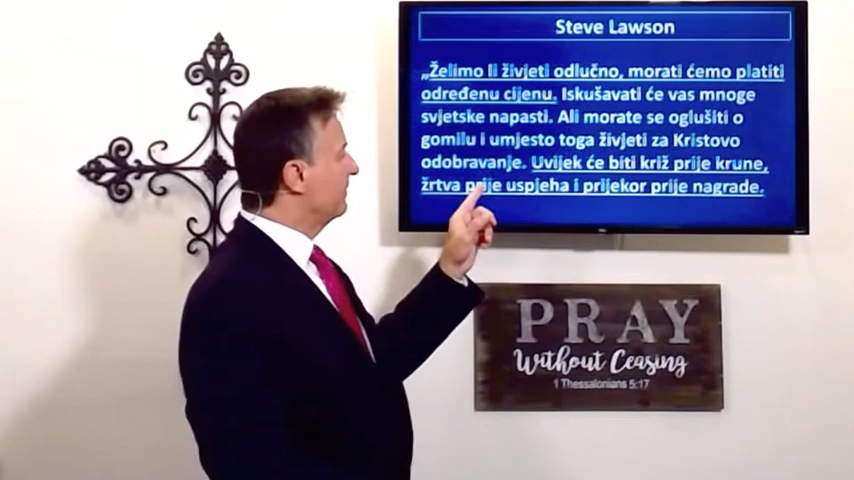 Steve Lawson
„Želimo li živjeti odlučno, morati ćemo platiti
određenu cijenu. Iskušavati će vas mnoge
svjetske napasti. Ali morate se oglušiti o
gomilu i umjesto toga živjeti za Kristovo
odobravanje. Uvijek će biti križ prije krune,
žrtva prije uspjeha i prijekor prije nagrade.
PRAY
Without Ceasing
1 Thessalonians 5:17